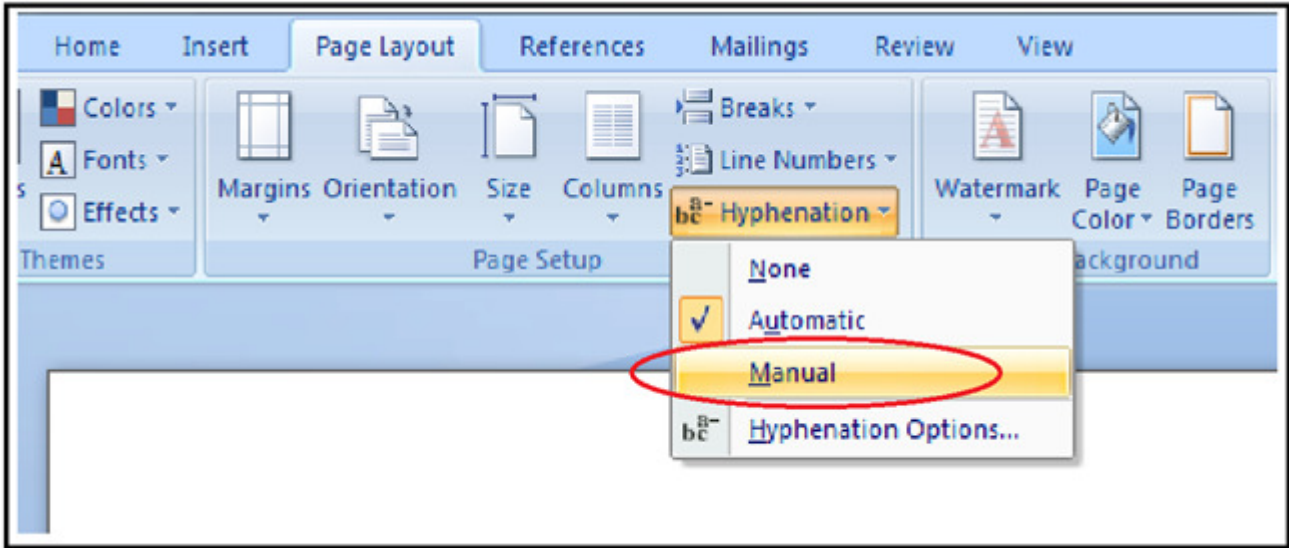 Home Insert Page Layout References Mailings Review View
Colors
Fonts
Effects
Themes
Margins Orientation Size Columns
Breaks
Line Numbers
Hyphenation
Page Setup
Watermark Page Color Page Borders
ackground
None
Automatic
Manual
Hyphenation Options...